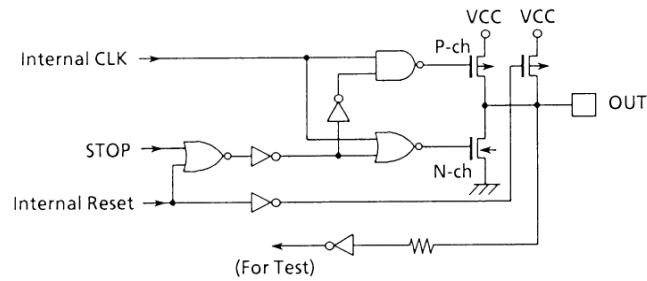 VCC VCC
P-ch
Internal CLK
OUT
STOP
N-ch
Internal Reset
(For Test)